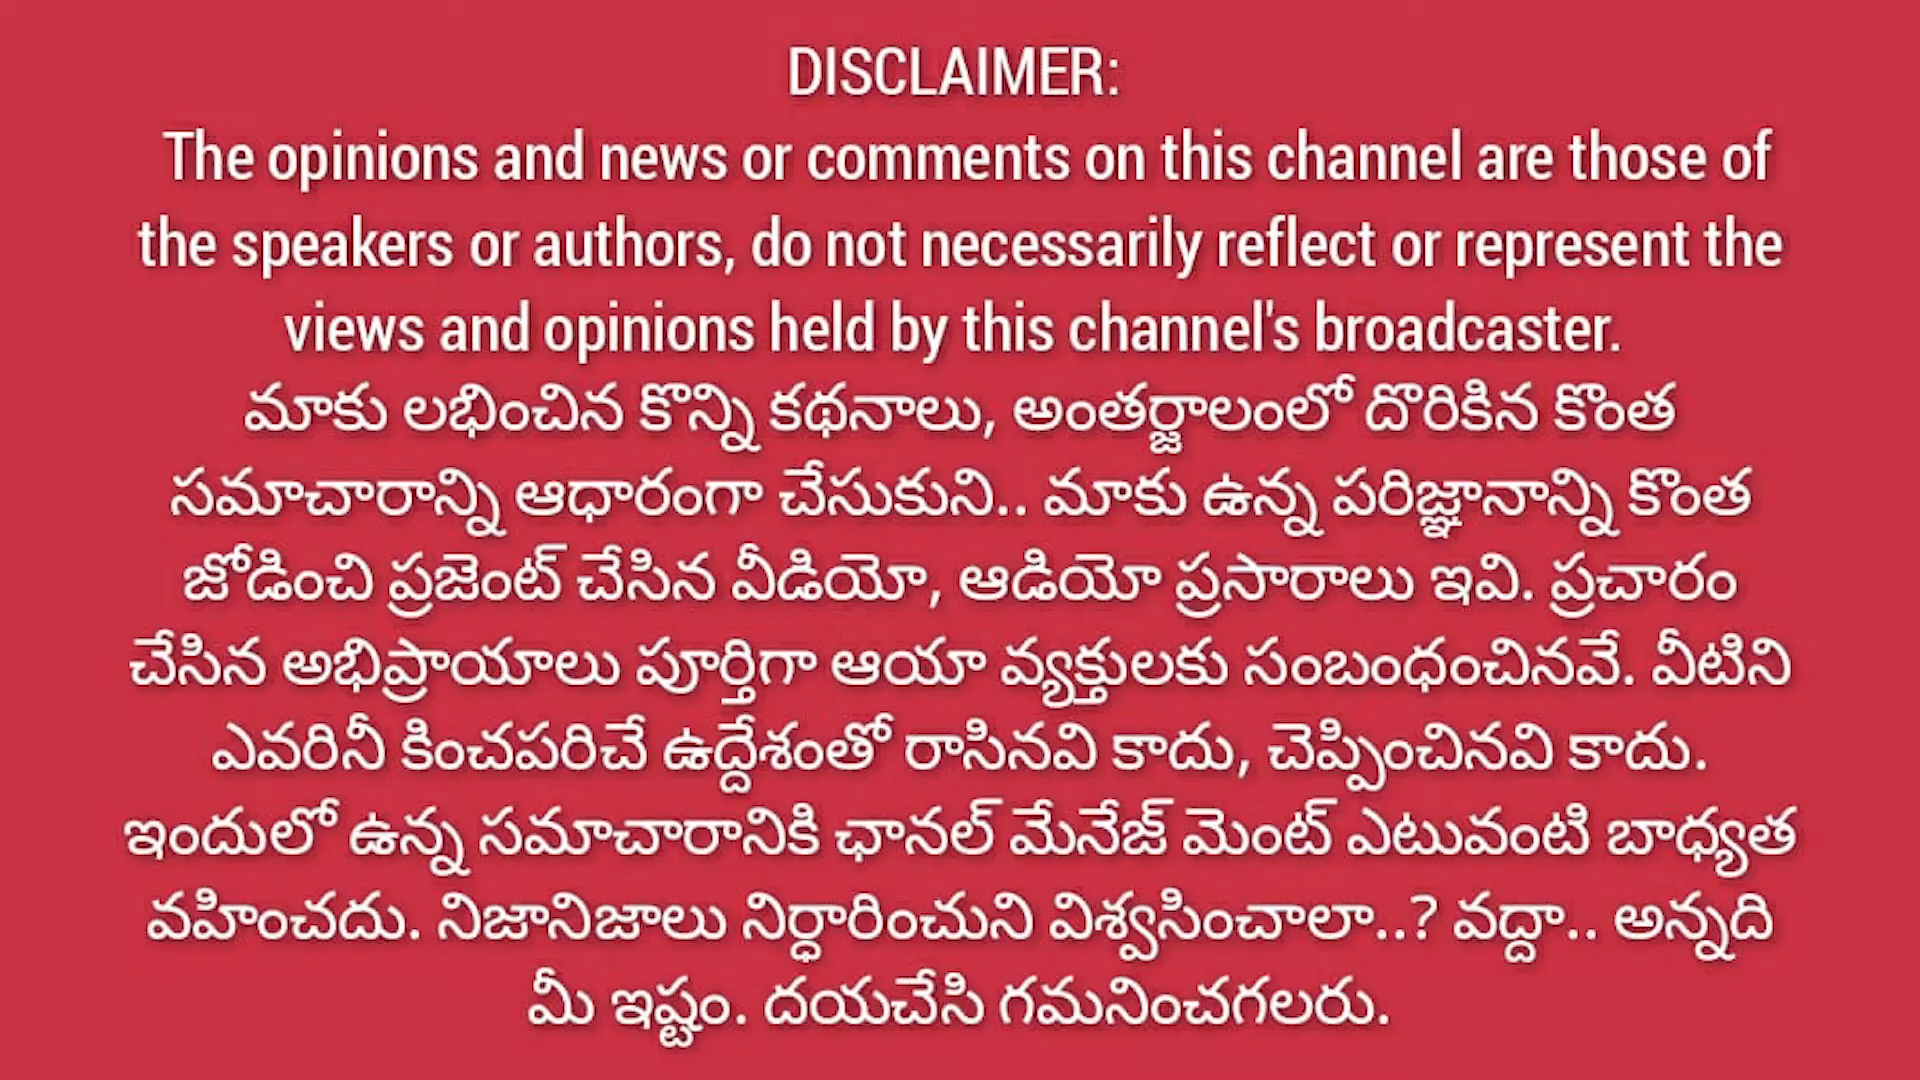 DISCLAIMER:
The opinions and news or comments on this channel are those of
the speakers or authors, do not necessarily reflect or represent the
views and opinions held by this channel's broadcaster.
మాకు లభించిన కొన్ని కథనాలు, అంతర్జాలంలో దొరికిన కొంత
సమాచారాన్ని ఆధారంగా చేసుకుని.. మాకు ఉన్న పరిజ్ఞానాన్ని కొంత
జోడించి ప్రజెంట్ చేసిన వీడియో, ఆడియో ప్రసారాలు ఇవి. ప్రచారం
చేసిన అభిప్రాయాలు పూర్తిగా ఆయా వ్యక్తులకు సంబంధంచినవే. వీటిని
ఎవరినీ కించపరిచే ఉద్దేశంతో రాసినవి కాదు, చెప్పించినవి కాదు.
ఇందులో ఉన్న సమాచారానికి ఛానల్ మేనేజ్ మెంట్ ఎటువంటి బాధ్యత
వహించదు. నిజానిజాలు నిర్ధారించుని విశ్వసించాలా..? వద్దా.. అన్నది
మీ ఇష్టం. దయచేసి గమనించగలరు.